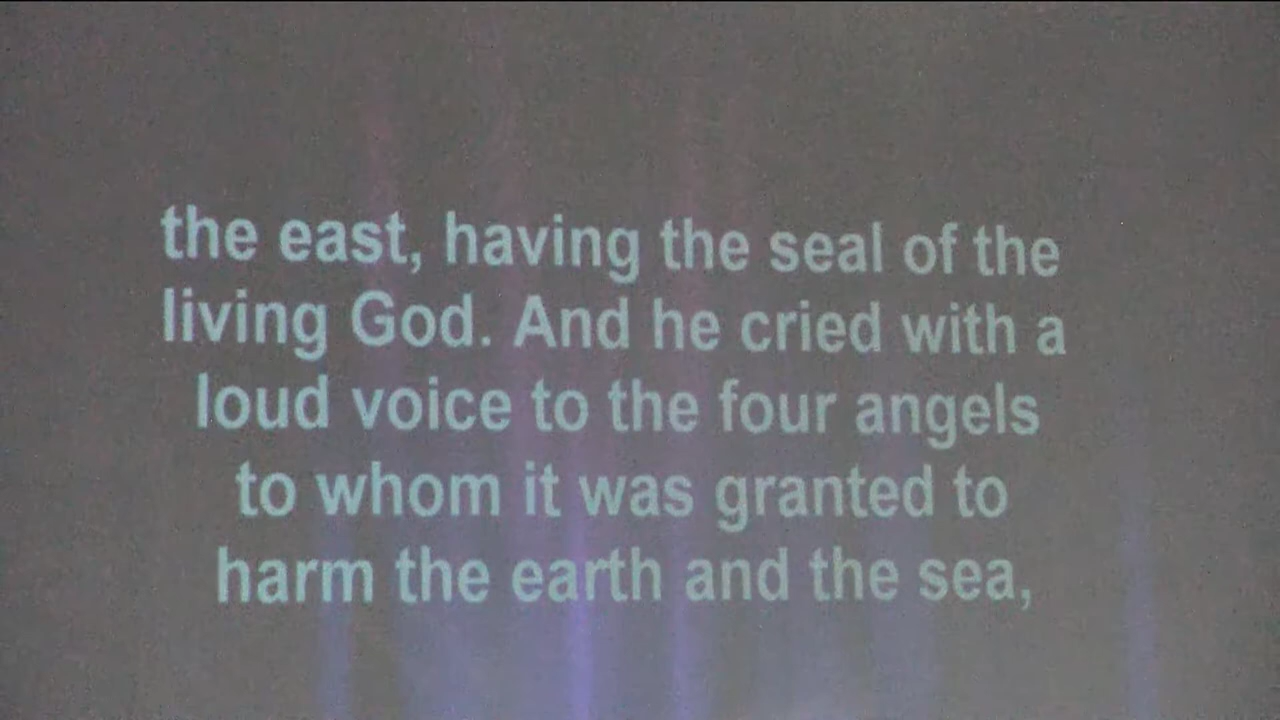 the east, having the seal of the
living God. And he cried with a
loud voice to the four angels
to whom it was granted to
harm the earth and the sea,